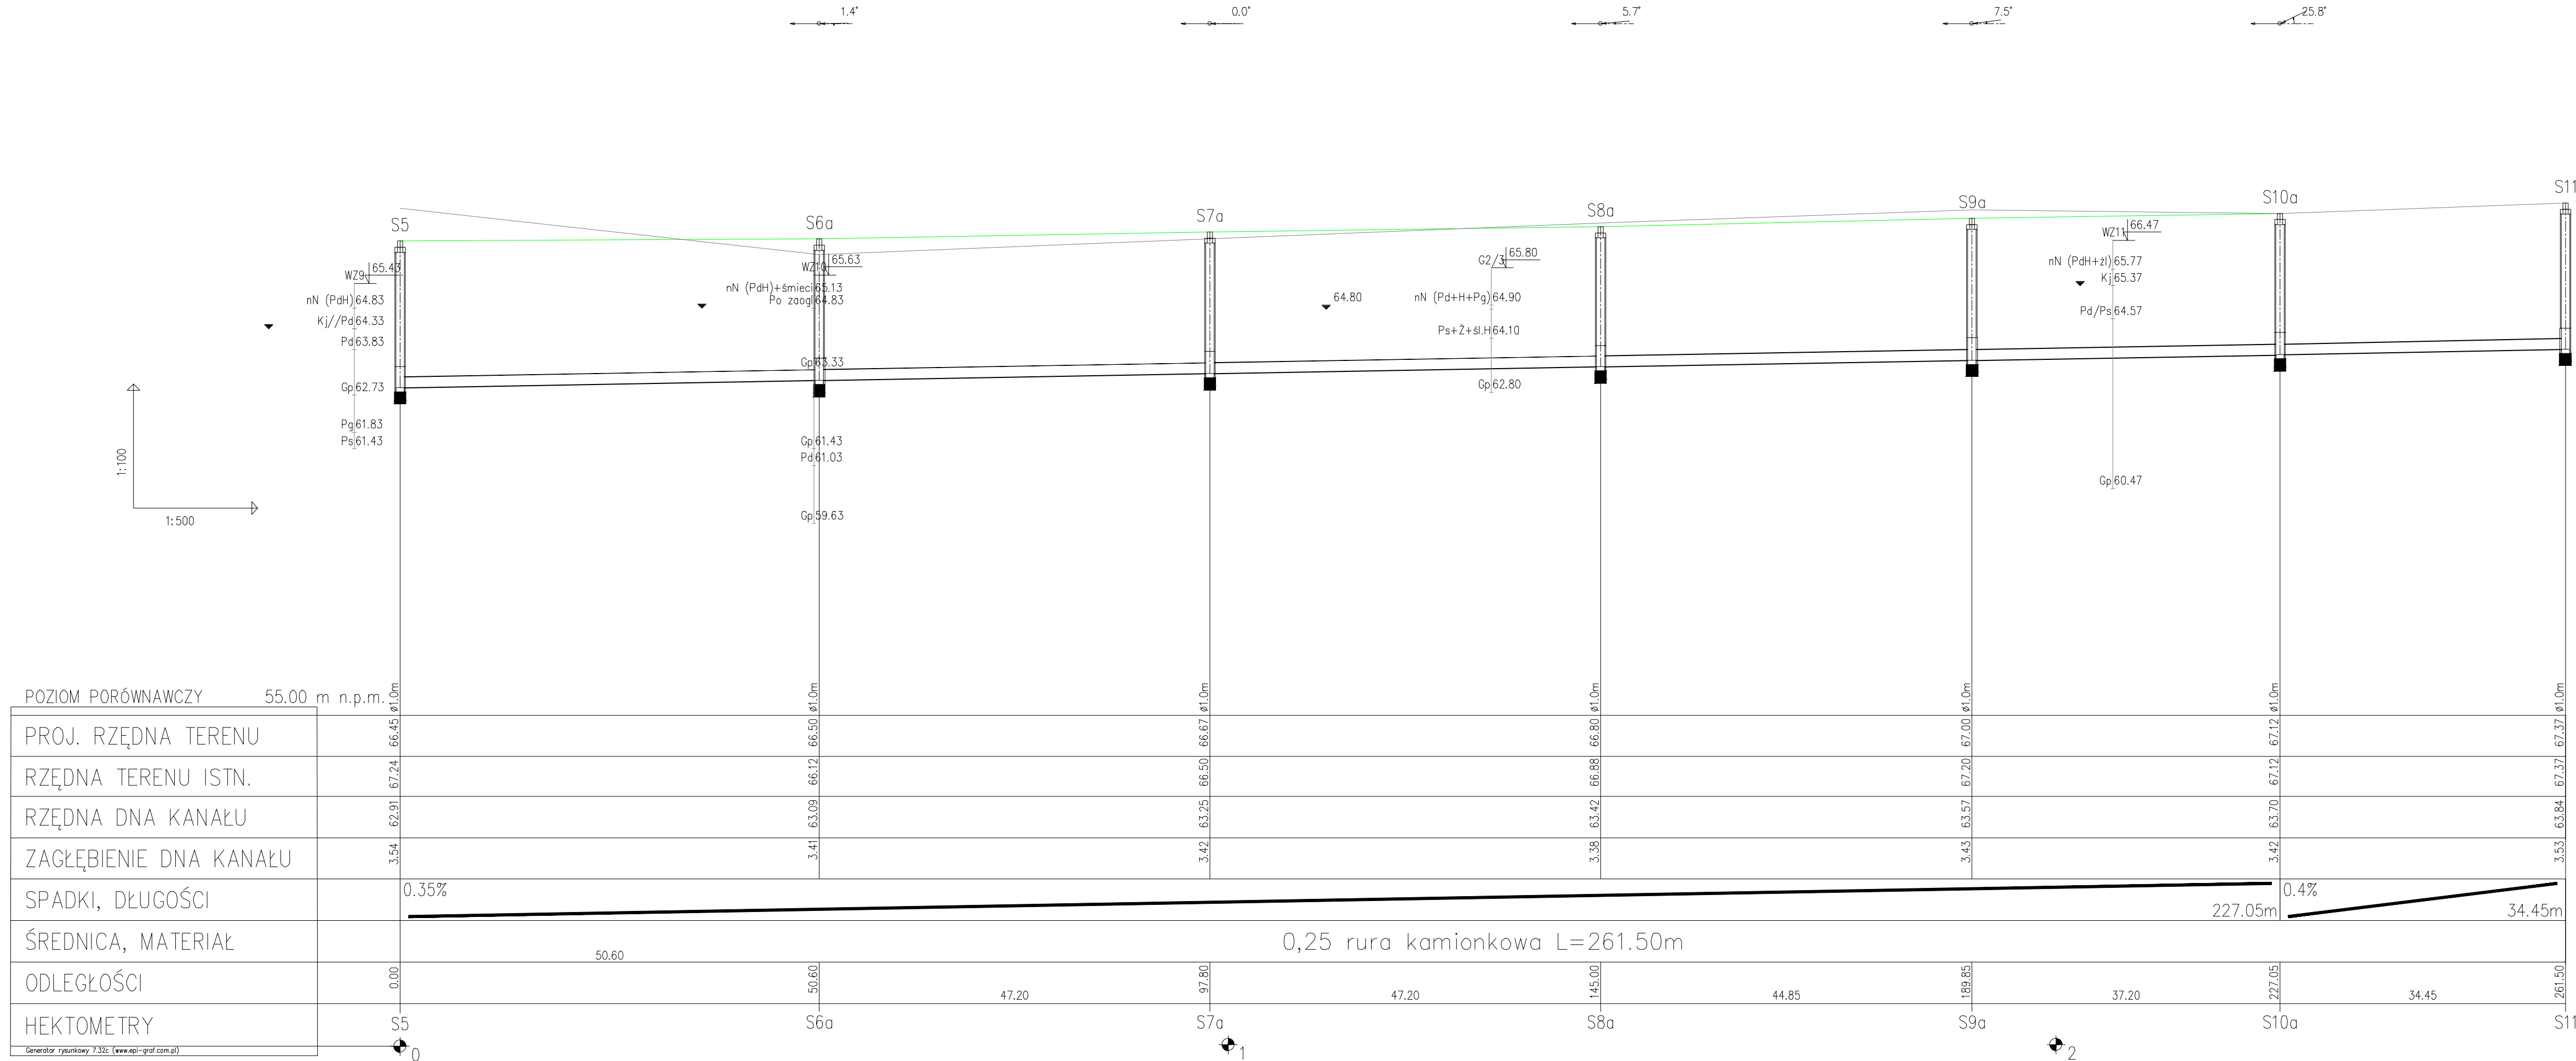 1.4° 0.0° 5.7° 7.5° 25.8°
S5 S6a S7a S8a S9a S10a S11
WZ9 65.43
nN (PdH) 64.83
Kj//Pd 64.33
Pd 63.83
Gp 62.73
Pg 61.83
Ps 61.43
WZ10 65.63
nN (PdH)+śmieci 65.13
Po zaogl 64.83
Gp 63.33
Gp 61.43
Pd 61.03
Gp 59.63
64.80
G2/3 65.80
nN (Pd+H+Pg) 64.90
Ps+Ż+śl.H 64.10
Gp 62.80
WZ11 66.47
nN (PdH+żl) 65.77
Kj 65.37
Pd/Ps 64.57
Gp 60.47
1:100
1:500
POZIOM PORÓWNAWCZY 55.00 m n.p.m.
ø1.0m ø1.0m ø1.0m ø1.0m ø1.0m ø1.0m ø1.0m
PROJ. RZĘDNA TERENU 66.45 66.50 66.67 66.80 67.00 67.12 67.37
RZĘDNA TERENU ISTN. 67.24 66.12 66.50 66.88 67.20 67.12 67.37
RZĘDNA DNA KANAŁU 62.91 63.09 63.25 63.42 63.57 63.70 63.84
ZAGŁĘBIENIE DNA KANAŁU 3.54 3.41 3.42 3.38 3.43 3.42 3.53
SPADKI, DŁUGOŚCI 0.35% 227.05m 0.4% 34.45m
ŚREDNICA, MATERIAŁ 0,25 rura kamionkowa L=261.50m
50.60
ODLEGŁOŚCI 0.00 50.60 97.80 145.00 189.85 227.05 261.50
47.20 47.20 44.85 37.20 34.45
HEKTOMETRY S5 S6a S7a S8a S9a S10a S11
Generator rysunkowy 7.32c (www.epi-graf.com.pl)
0 1 2